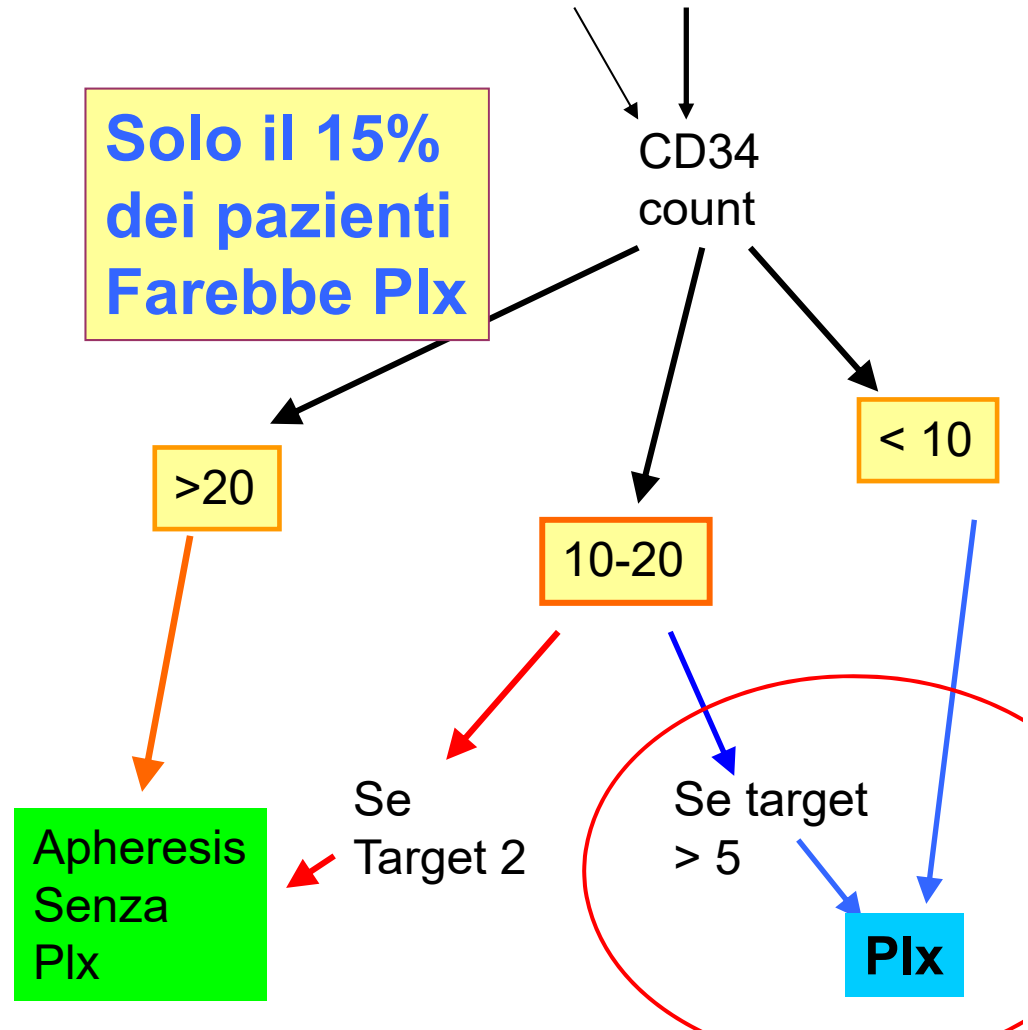 Solo il 15%
dei pazienti
Farebbe Plx
CD34
count
>20
10-20
< 10
Se
Target 2
Se target
> 5
Apheresis
Senza
Plx
Plx